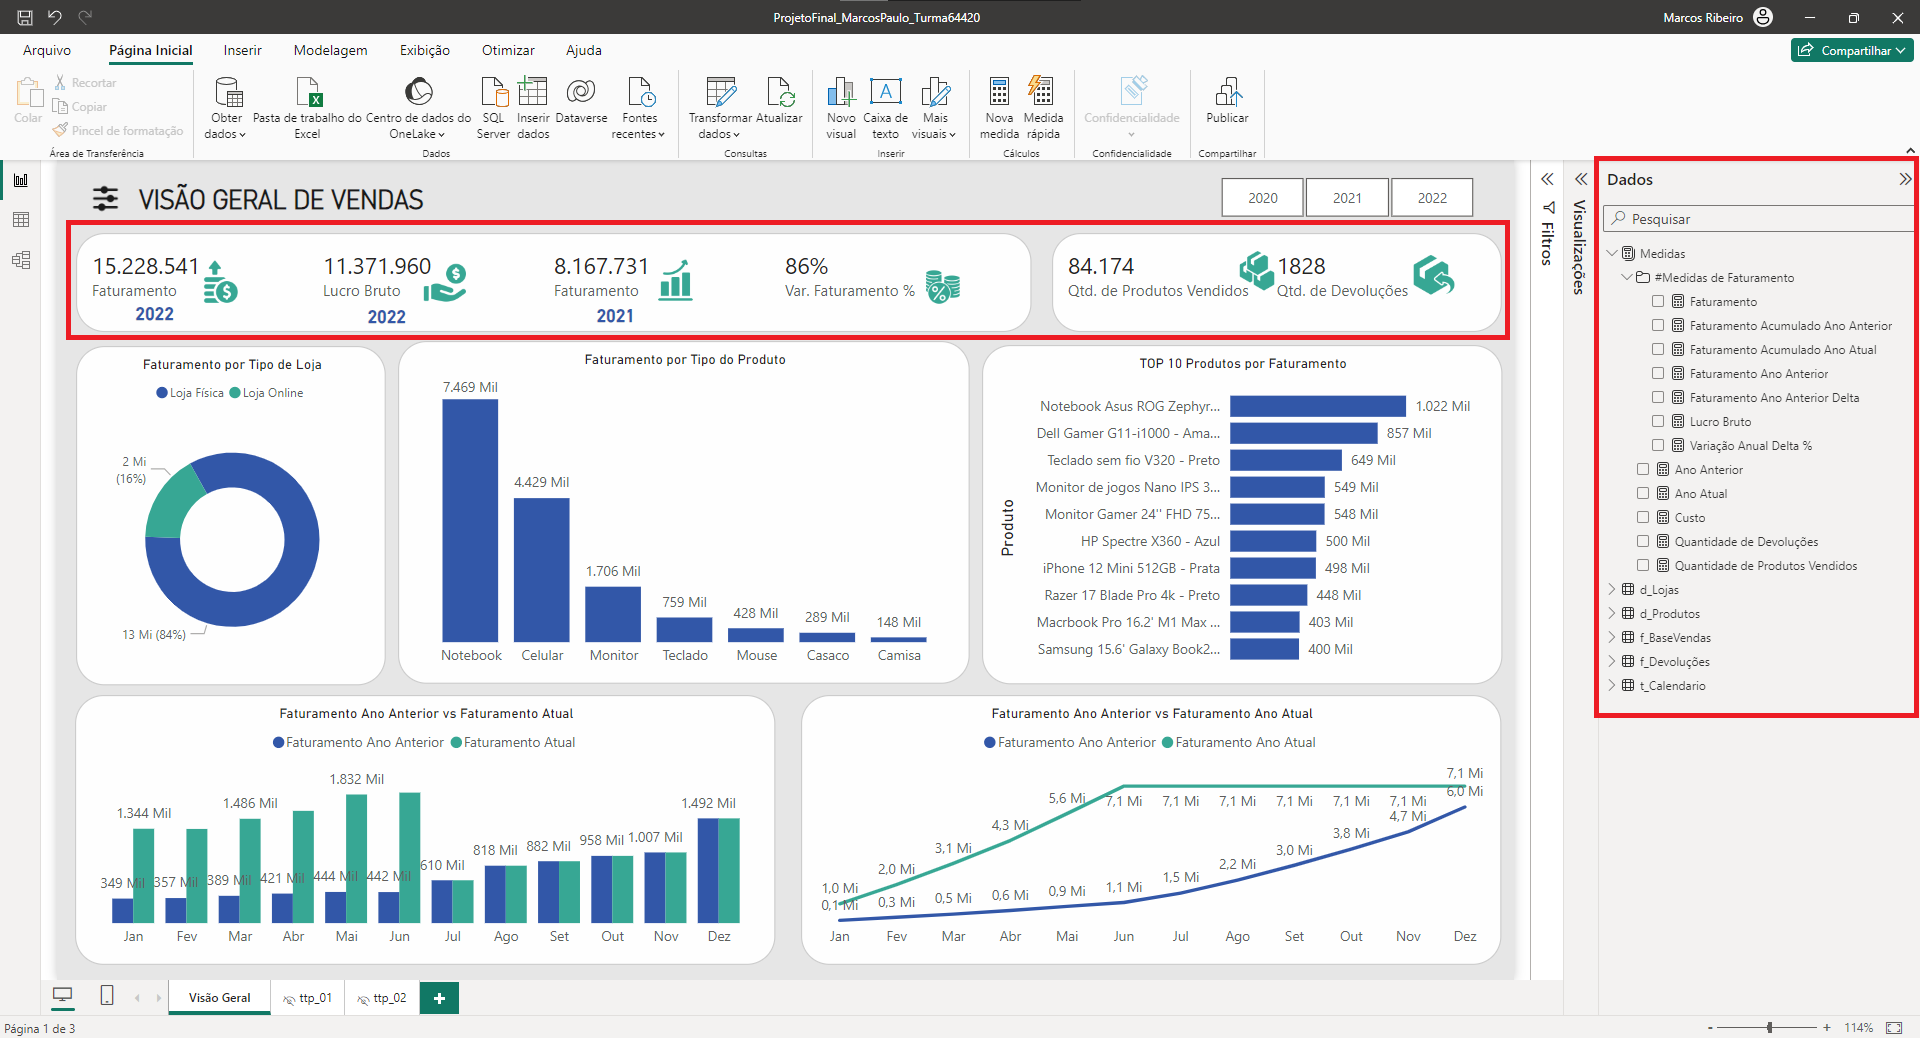 ProjetoFinal_MarcosPaulo_Turma64420
Marcos Ribeiro
Arquivo
Página Inicial
Inserir
Modelagem
Exibição
Otimizar
Ajuda
Compartilhar
Colar
Recortar
Copiar
Pincel de formatação
Área de Transferência
Obter dados
Pasta de trabalho do Excel
Centro de dados do OneLake
SQL Server
Inserir dados
Dataverse
Fontes recentes
Dados
Transformar dados
Atualizar
Consultas
Novo visual
Caixa de texto
Mais visuais
Inserir
Nova medida
Medida rápida
Cálculos
Confidencialidade
Confidencialidade
Publicar
Compartilhar
VISÃO GERAL DE VENDAS
2020
2021
2022
15.228.541
Faturamento
2022
11.371.960
Lucro Bruto
2022
8.167.731
Faturamento
2021
86%
Var. Faturamento %
84.174
Qtd. de Produtos Vendidos
1828
Qtd. de Devoluções
Faturamento por Tipo de Loja
Loja Física
Loja Online
2 Mi
(16%)
13 Mi (84%)
Faturamento por Tipo do Produto
7.469 Mil
4.429 Mil
1.706 Mil
759 Mil
428 Mil
289 Mil
148 Mil
Notebook
Celular
Monitor
Teclado
Mouse
Casaco
Camisa
TOP 10 Produtos por Faturamento
Produto
Notebook Asus ROG Zephyr... 1.022 Mil
Dell Gamer G11-i1000 - Ama... 857 Mil
Teclado sem fio V320 - Preto 649 Mil
Monitor de jogos Nano IPS 3... 549 Mil
Monitor Gamer 24'' FHD 75... 548 Mil
HP Spectre X360 - Azul 500 Mil
iPhone 12 Mini 512GB - Prata 498 Mil
Razer 17 Blade Pro 4k - Preto 448 Mil
Macrbook Pro 16.2' M1 Max ... 403 Mil
Samsung 15.6' Galaxy Book2... 400 Mil
Faturamento Ano Anterior vs Faturamento Atual
Faturamento Ano Anterior
Faturamento Atual
1.832 Mil
1.344 Mil
1.486 Mil
1.492 Mil
349 Mil
357 Mil
389 Mil
421 Mil
444 Mil
442 Mil
610 Mil
818 Mil
882 Mil
958 Mil
1.007 Mil
Jan
Fev
Mar
Abr
Mai
Jun
Jul
Ago
Set
Out
Nov
Dez
Faturamento Ano Anterior vs Faturamento Ano Atual
Faturamento Ano Anterior
Faturamento Ano Atual
1,0 Mi
2,0 Mi
3,1 Mi
4,3 Mi
5,6 Mi
7,1 Mi
7,1 Mi
7,1 Mi
7,1 Mi
7,1 Mi
7,1 Mi
7,1 Mi
0,1 Mi
0,3 Mi
0,5 Mi
0,6 Mi
0,9 Mi
1,1 Mi
1,5 Mi
2,2 Mi
3,0 Mi
3,8 Mi
4,7 Mi
6,0 Mi
Jan
Fev
Mar
Abr
Mai
Jun
Jul
Ago
Set
Out
Nov
Dez
Filtros
Visualizações
Dados
Pesquisar
Medidas
#Medidas de Faturamento
Faturamento
Faturamento Acumulado Ano Anterior
Faturamento Acumulado Ano Atual
Faturamento Ano Anterior
Faturamento Ano Anterior Delta
Lucro Bruto
Variação Anual Delta %
Ano Anterior
Ano Atual
Custo
Quantidade de Devoluções
Quantidade de Produtos Vendidos
d_Lojas
d_Produtos
f_BaseVendas
f_Devoluções
t_Calendario
Visão Geral
ttp_01
ttp_02
Página 1 de 3
114%